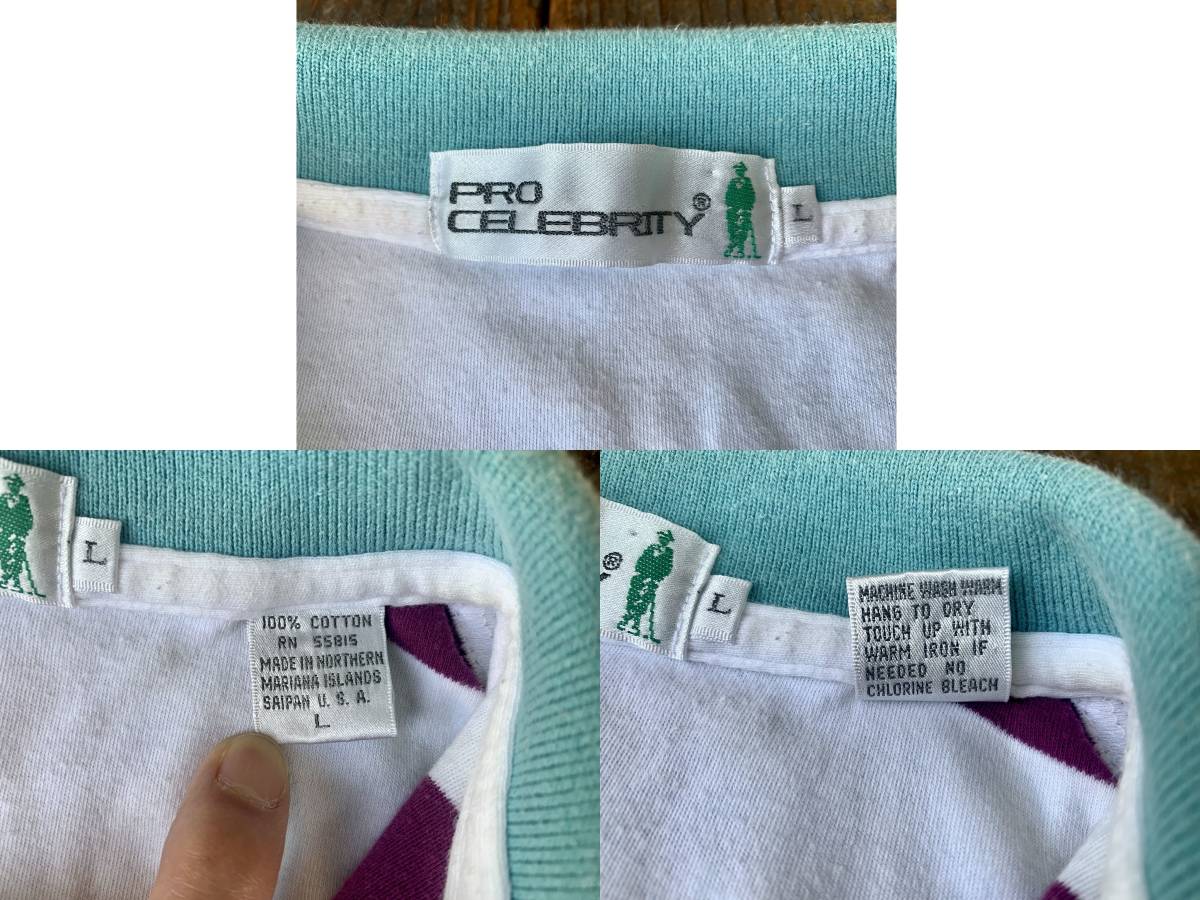 PRO
CELEBRITY®
L
L
100% COTTON
RN 55815
MADE IN NORTHERN
MARIANA ISLANDS
SAIPAN U. S. A.
L
®
L
MACHINE WASH WARM
HANG TO DRY
TOUCH UP WITH
WARM IRON IF
NEEDED NO
CHLORINE BLEACH